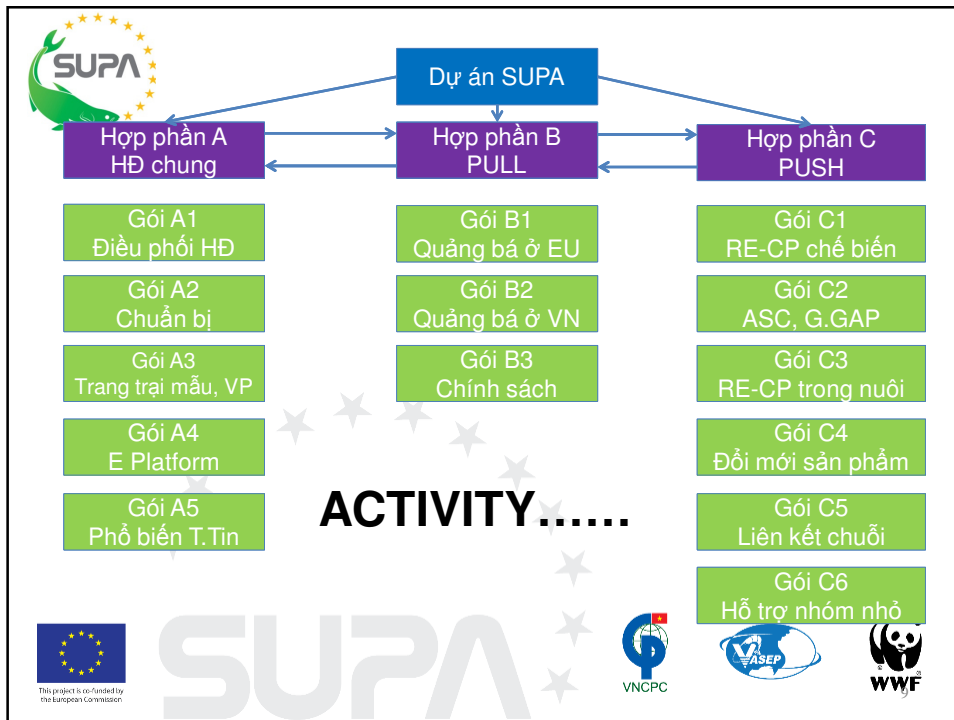 SUPA
Dự án SUPA
Hợp phần A
HĐ chung
Hợp phần B
PULL
Hợp phần C
PUSH
Gói A1
Điều phối HĐ
Gói A2
Chuẩn bị
Gói A3
Trang trại mẫu, VP
Gói A4
E Platform
Gói A5
Phổ biến T.Tin
Gói B1
Quảng bá ở EU
Gói B2
Quảng bá ở VN
Gói B3
Chính sách
Gói C1
RE-CP chế biến
Gói C2
ASC, G.GAP
Gói C3
RE-CP trong nuôi
Gói C4
Đổi mới sản phẩm
Gói C5
Liên kết chuỗi
Gói C6
Hỗ trợ nhóm nhỏ
ACTIVITY......
SUPA
This project is co-funded by
the European Commission
VNCPC
VASEP
WWF
9